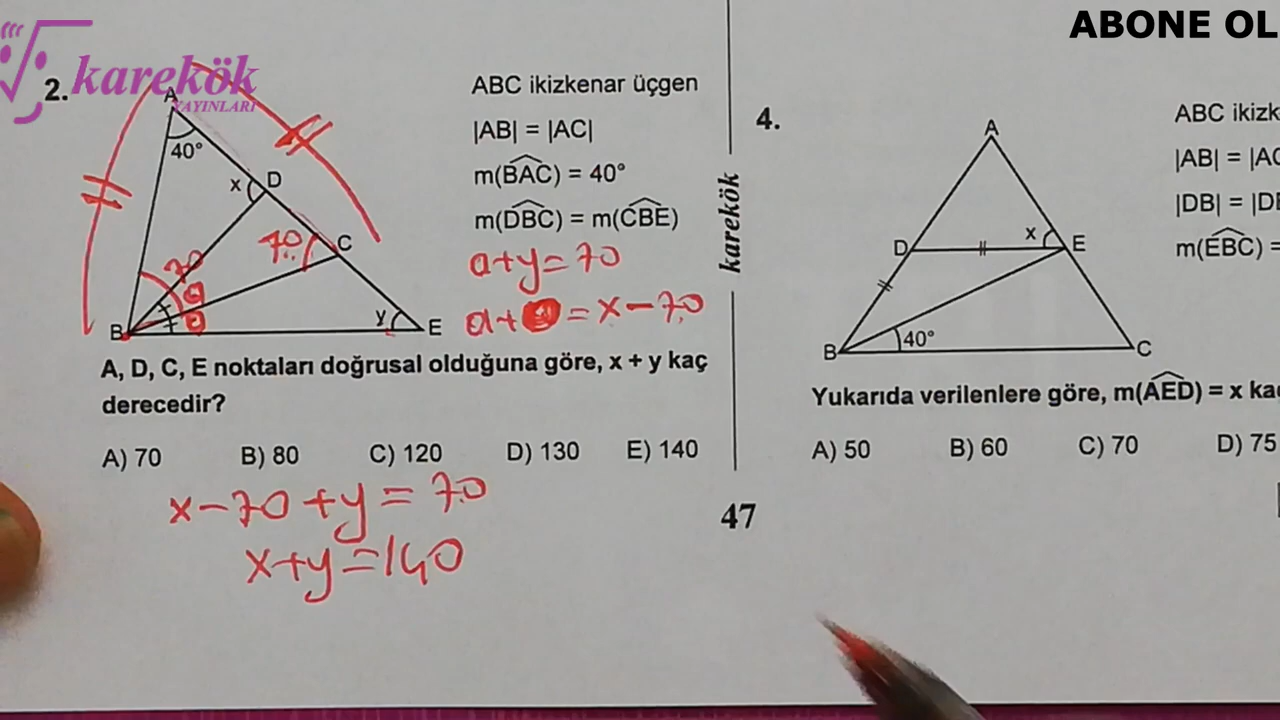 ABONE OL
karekök
YAYINLARI
2.
A
40°
x
D
70
C
70
a
a
B
y
E
ABC ikizkenar üçgen
|AB| = |AC|
m(BAC) = 40°
m(DBC) = m(CBE)
a+y=70
a+ =x-70
A, D, C, E noktaları doğrusal olduğuna göre, x + y kaç
derecedir?
A) 70 B) 80 C) 120 D) 130 E) 140
x-70+y=70
x+y=140
karekök
47
4.
A
D
x
E
40°
B
C
ABC ikizk
|AB| = |AC
|DB| = |DE
m(EBC) =
Yukarıda verilenlere göre, m(AED) = x ka
A) 50 B) 60 C) 70 D) 75